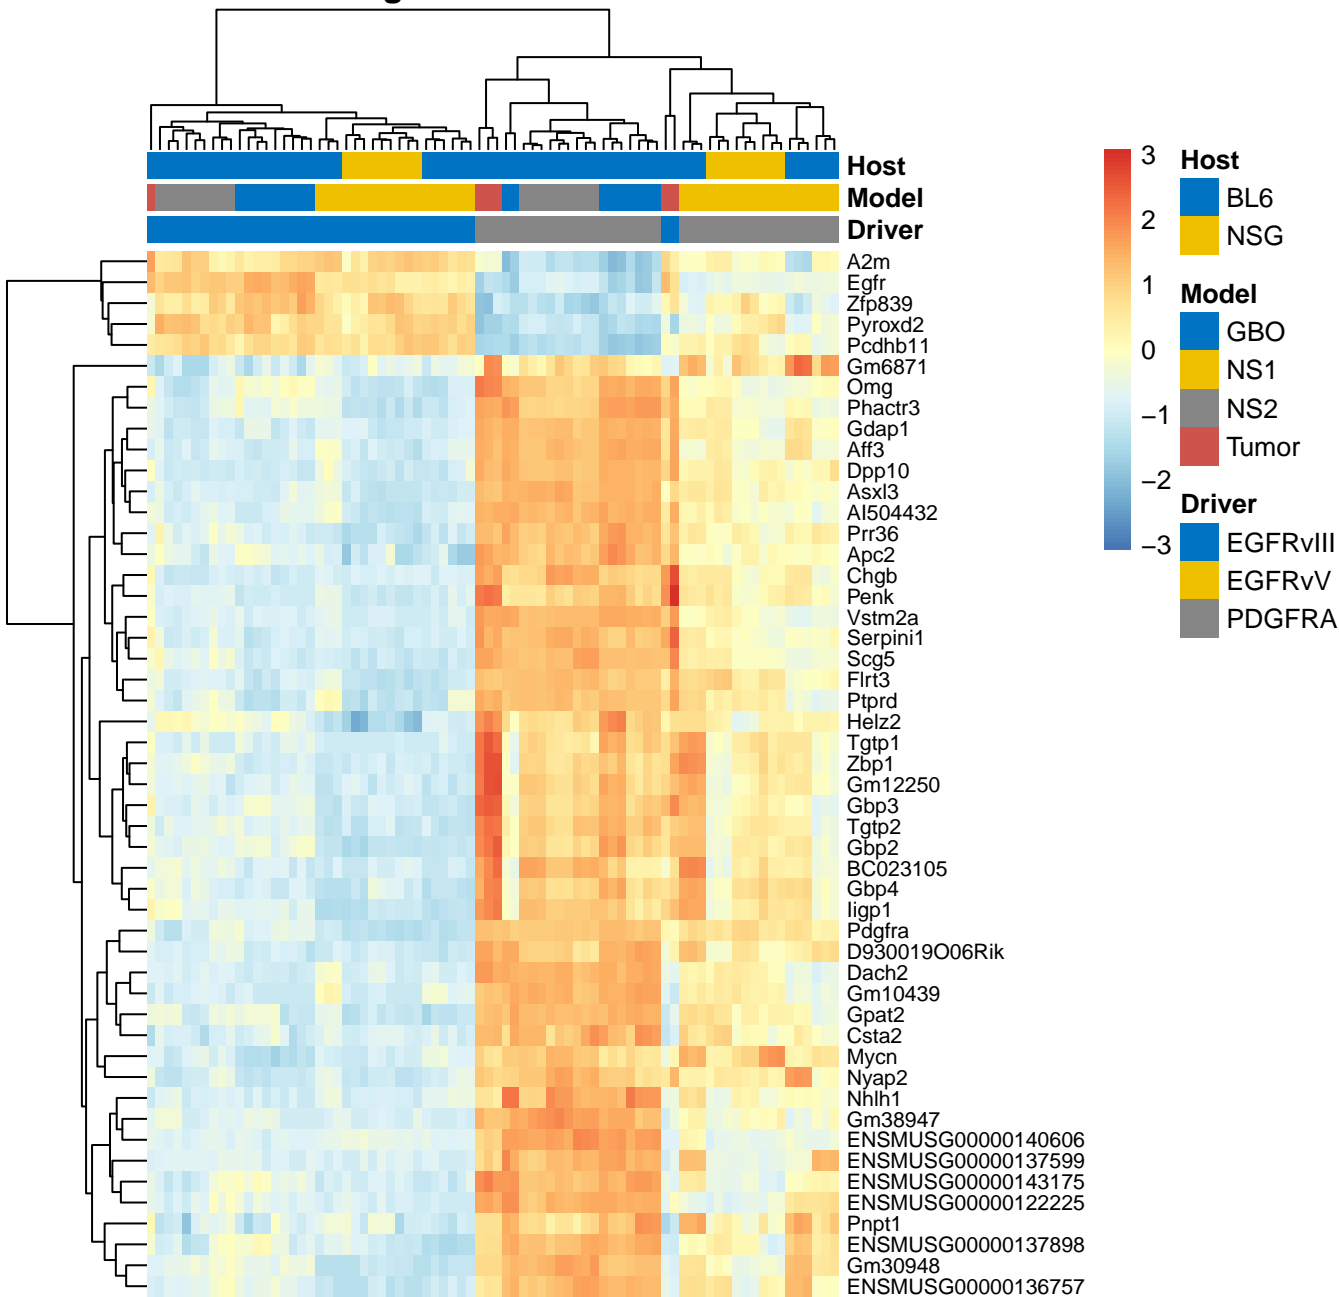 Host
Model
Driver
A2m
Egfr
Zfp839
Pyroxd2
Pcdhb11
Gm6871
Omg
Phactr3
Gdap1
Aff3
Dpp10
Asxl3
AI504432
Prr36
Apc2
Chgb
Penk
Vstm2a
Serpini1
Scg5
Flrt3
Ptprd
Helz2
Tgtp1
Zbp1
Gm12250
Gbp3
Tgtp2
Gbp2
BC023105
Gbp4
Iigp1
Pdgfra
D930019O06Rik
Dach2
Gm10439
Gpat2
Csta2
Mycn
Nyap2
Nhlh1
Gm38947
ENSMUSG00000140606
ENSMUSG00000137599
ENSMUSG00000143175
ENSMUSG00000122225
Pnpt1
ENSMUSG00000137898
Gm30948
ENSMUSG00000136757
3
2
1
0
−1
−2
−3
Host
BL6
NSG
Model
GBO
NS1
NS2
Tumor
Driver
EGFRvIII
EGFRvV
PDGFRA